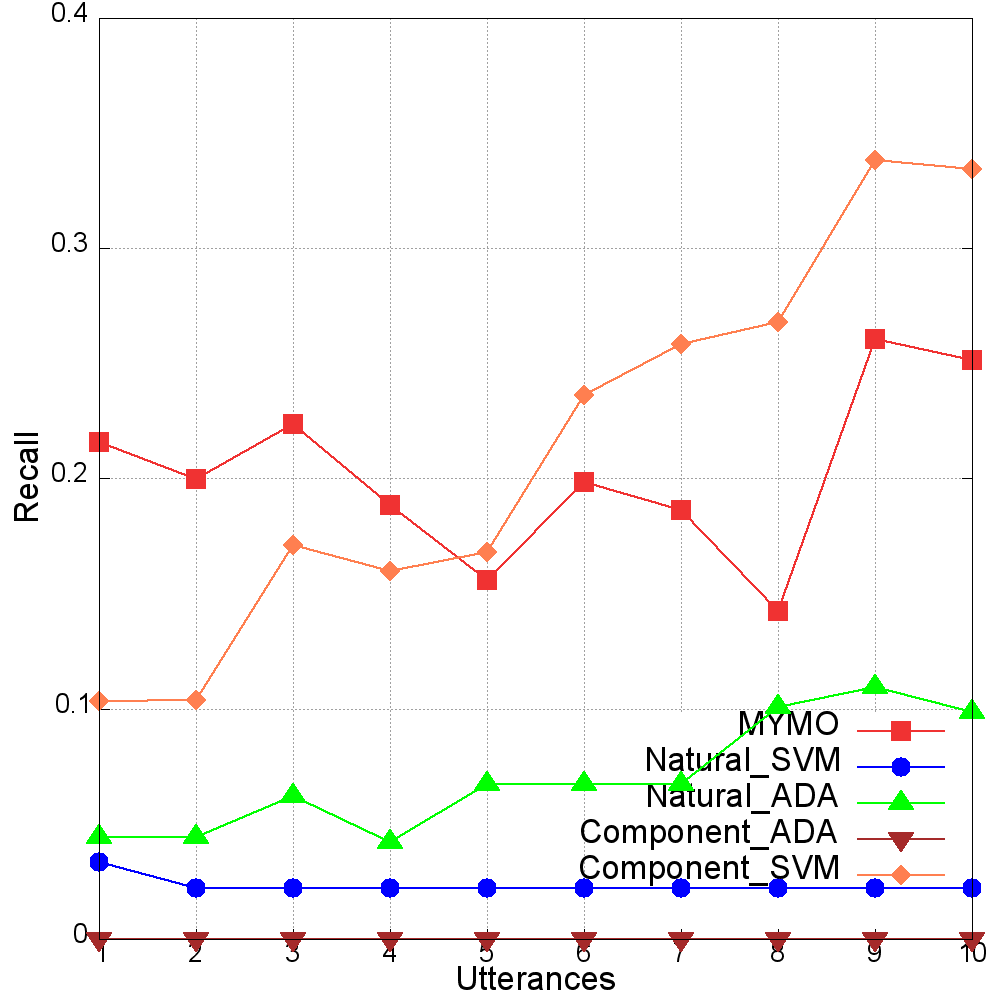 0.4
0.3
0.2
0.1
0
Recall
MYMO
Natural_SVM
Natural_ADA
Component_ADA
Component_SVM
1 2 3 4 5 6 7 8 9 10
Utterances